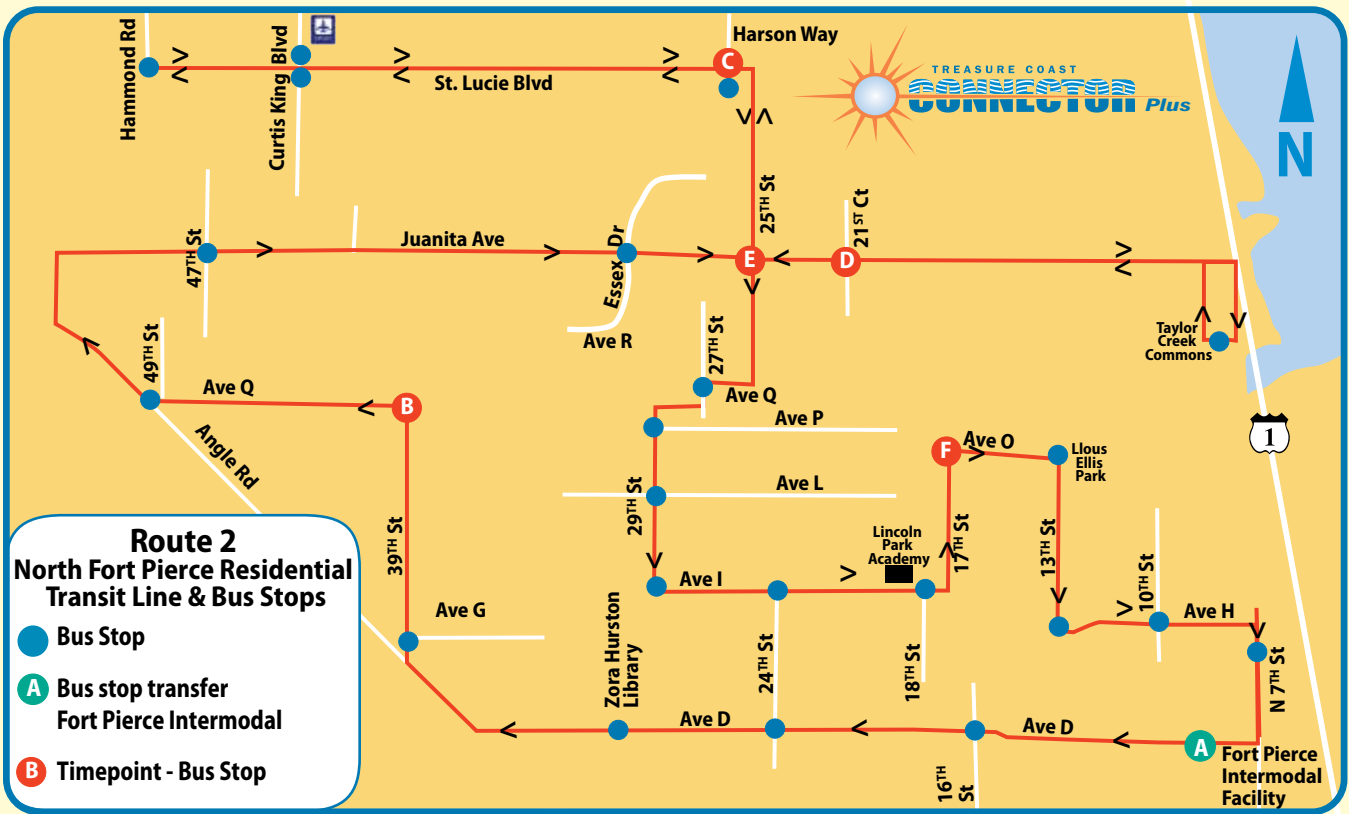 Hammond Rd
Curtis King Blvd
St. Lucie Blvd
Harson Way
C
TREASURE COAST
CONNECTOR Plus
N
25TH St
21ST Ct
47TH St
Juanita Ave
Essex Dr
E
D
Ave R
27TH St
Taylor
Creek
Commons
49TH St
Ave Q
B
Ave Q
Ave P
Angle Rd
1
F
Ave O
Llous
Ellis
Park
Ave L
29TH St
39TH St
Lincoln
Park
Academy
17TH St
13TH St
10TH St
Ave I
Ave G
Ave H
Zora Hurston
Library
24TH St
18TH St
N 7TH St
Ave D
Ave D
16TH
St
A
Fort Pierce
Intermodal
Facility
Route 2
North Fort Pierce Residential
Transit Line & Bus Stops
Bus Stop
A Bus stop transfer
Fort Pierce Intermodal
B Timepoint - Bus Stop